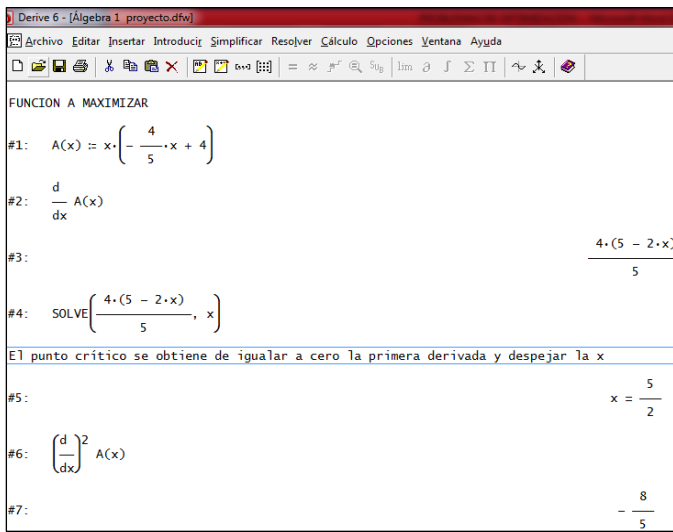 Derive 6 - [Álgebra 1 proyecto.dfw]
Archivo Editar Insertar Introducir Simplificar Resolver Cálculo Opciones Ventana Ayuda
= ≈ lim ∂ ∫ Σ Π
FUNCION A MAXIMIZAR
#1: A(x) ≔ x·(- 4/5·x + 4)
#2: d/dx A(x)
#3: 4·(5 - 2·x)/5
#4: SOLVE(4·(5 - 2·x)/5, x)
El punto crítico se obtiene de igualar a cero la primera derivada y despejar la x
#5: x = 5/2
#6: (d/dx)² A(x)
#7: - 8/5